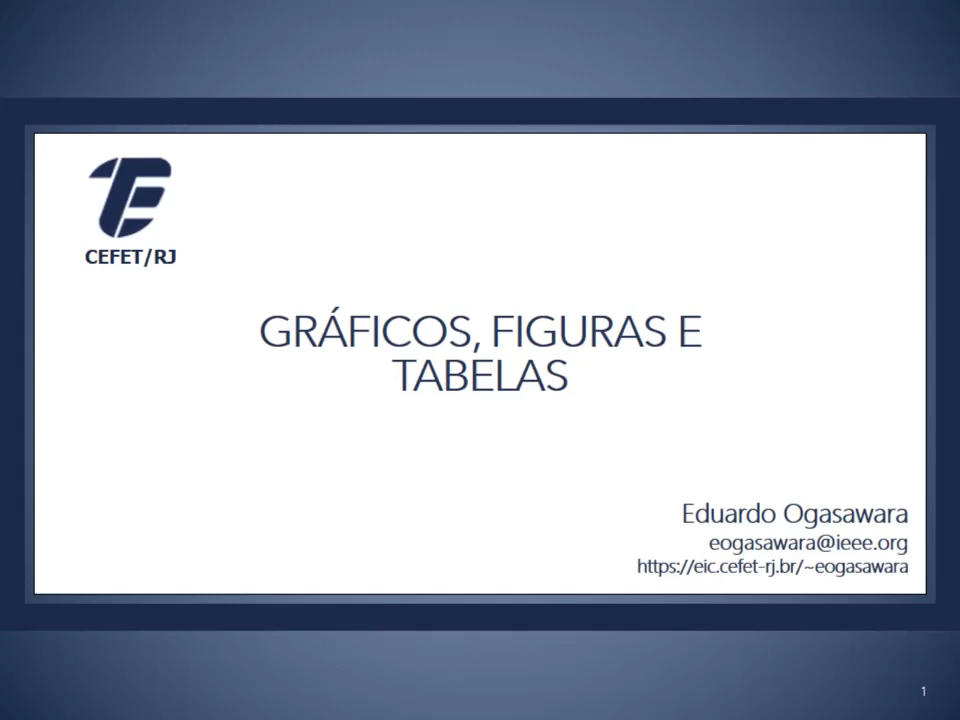 CEFET/RJ
GRÁFICOS, FIGURAS E
TABELAS
Eduardo Ogasawara
eogasawara@ieee.org
https://eic.cefet-rj.br/~eogasawara
1